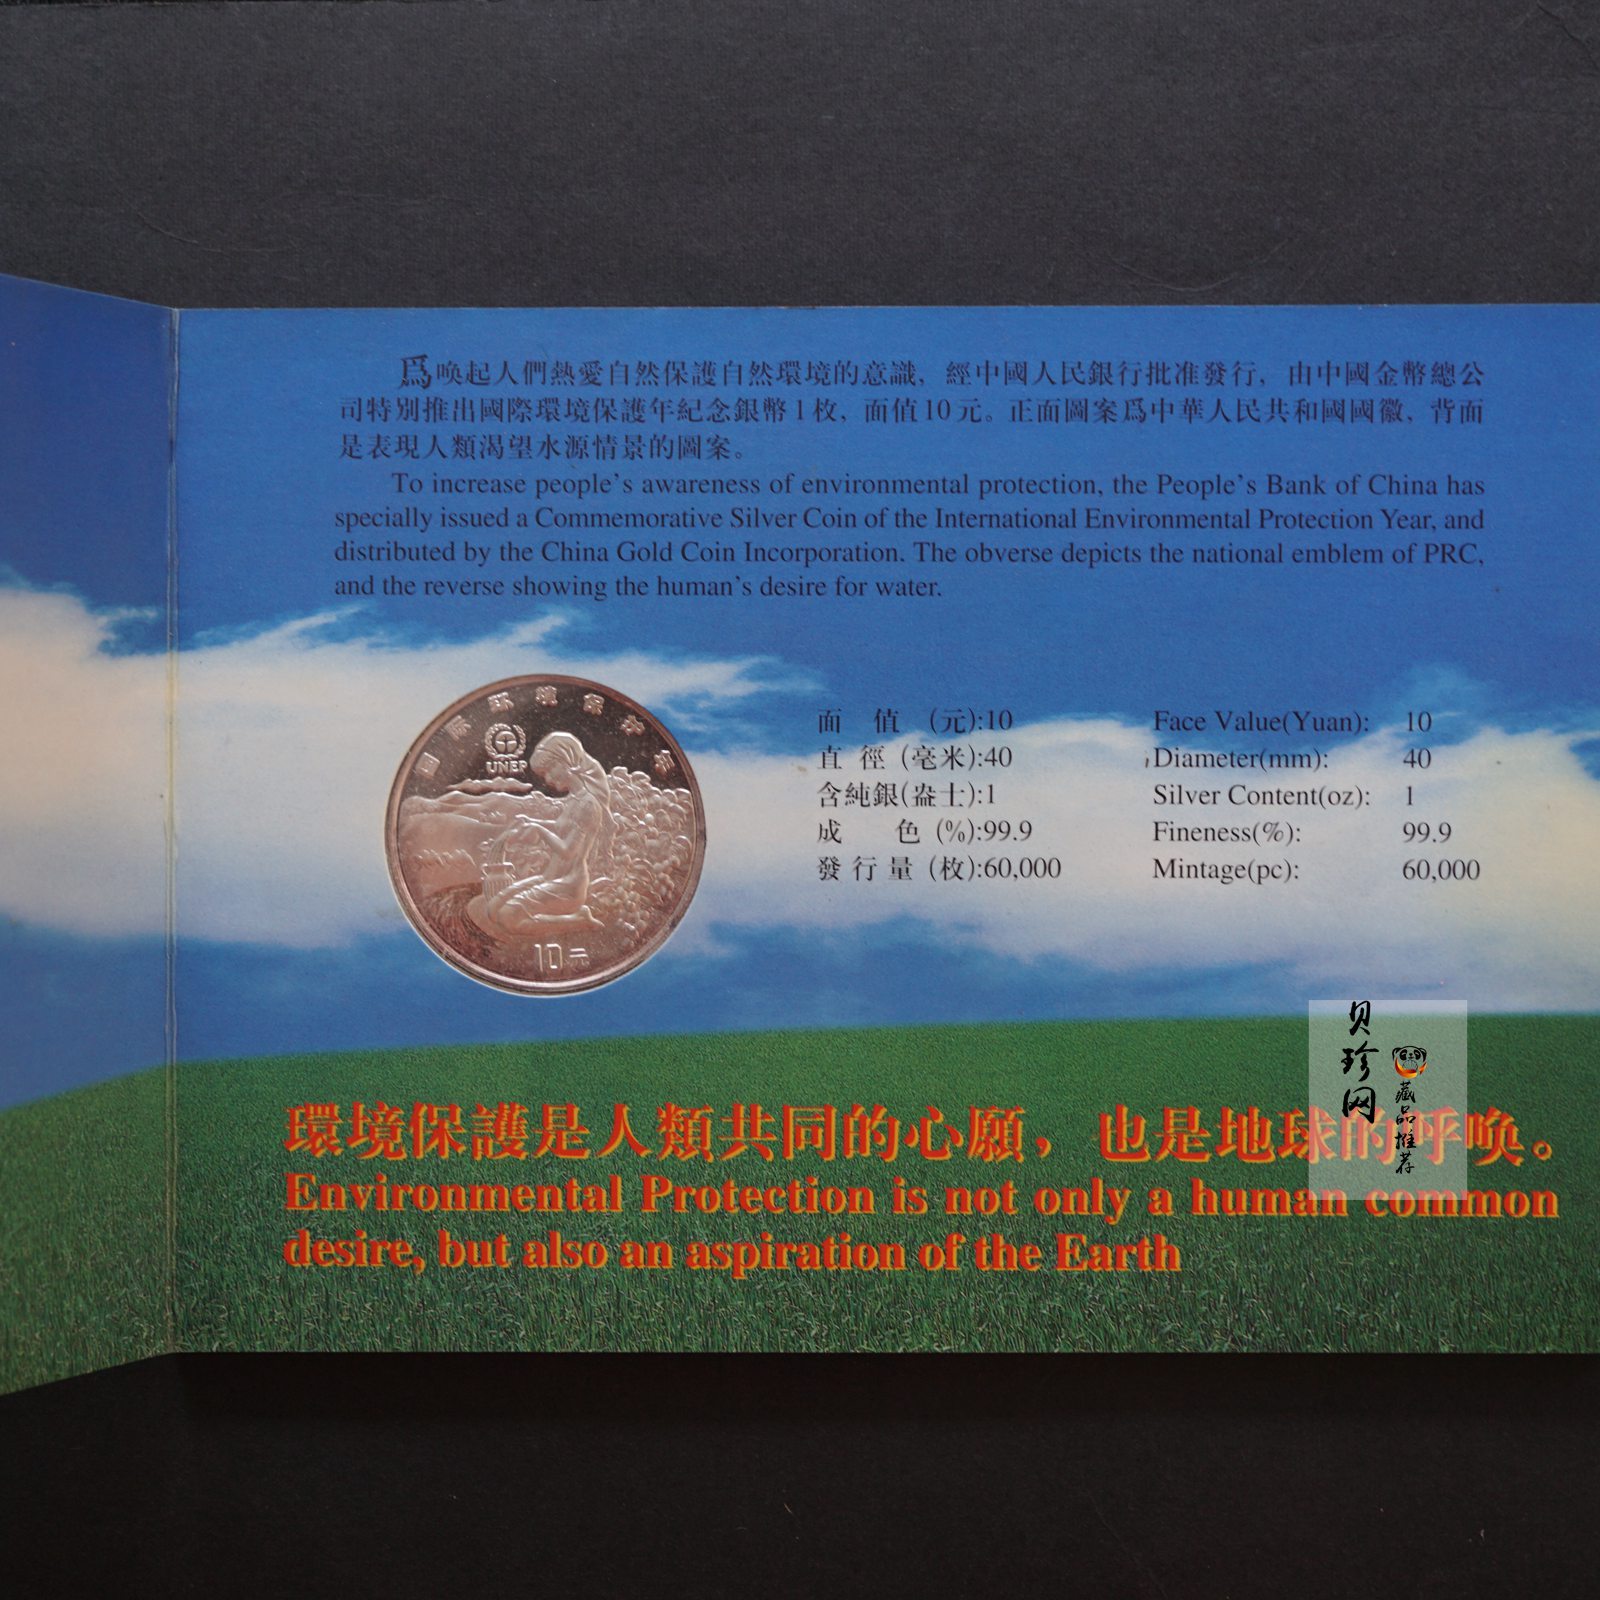 爲喚起人們熱愛自然保護自然環境的意識，經中國人民銀行批准發行，由中國金幣總公
司特别推出國際環境保護年紀念銀幣1枚，面值10元。正面圖案爲中華人民共和國國徽，背面
是表現人類渴望水源情景的圖案。
To increase people's awareness of environmental protection, the People's Bank of China has
specially issued a Commemorative Silver Coin of the International Environmental Protection Year, and
distributed by the China Gold Coin Incorporation. The obverse depicts the national emblem of PRC,
and the reverse showing the human's desire for water.
国际环境保护年
UNEP
10元
面 值 (元):10 Face Value(Yuan): 10
直 徑 (毫米):40 Diameter(mm): 40
含純銀(盎士):1 Silver Content(oz): 1
成 色 (%):99.9 Fineness(%): 99.9
發 行 量 (枚):60,000 Mintage(pc): 60,000
環境保護是人類共同的心願，也是地球的呼唤。
Environmental Protection is not only a human common
desire, but also an aspiration of the Earth
贝珍网
藏品推荐